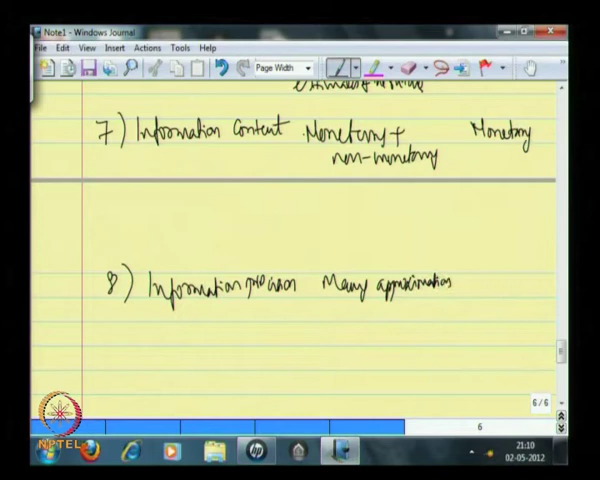 Note1 - Windows Journal
File Edit View Insert Actions Tools Help
Page Width
7) Information Content Monetary + Monetary
non-monetary
8) Information precision Many approximations
6/6
6
NPTEL
hp
21:10
02-05-2012